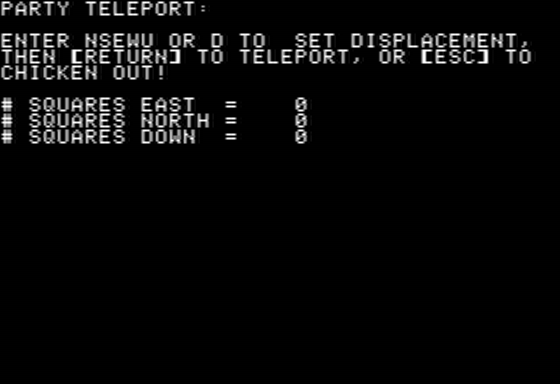 PARTY TELEPORT:
ENTER NSEWU OR D TO  SET DISPLACEMENT,
THEN [RETURN] TO TELEPORT, OR [ESC] TO
CHICKEN OUT!
# SQUARES EAST  =      0
# SQUARES NORTH =      0
# SQUARES DOWN  =      0